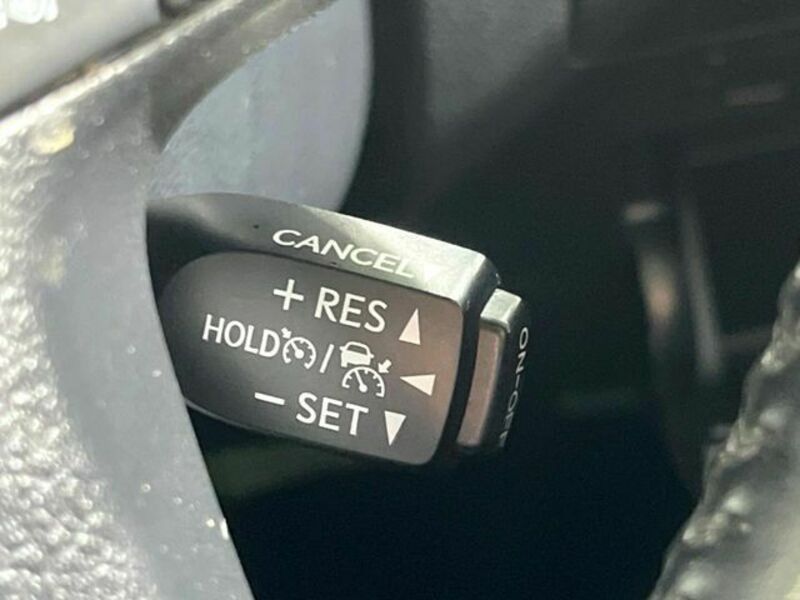 CANCEL
+ RES
HOLD /
- SET
ON-OFF